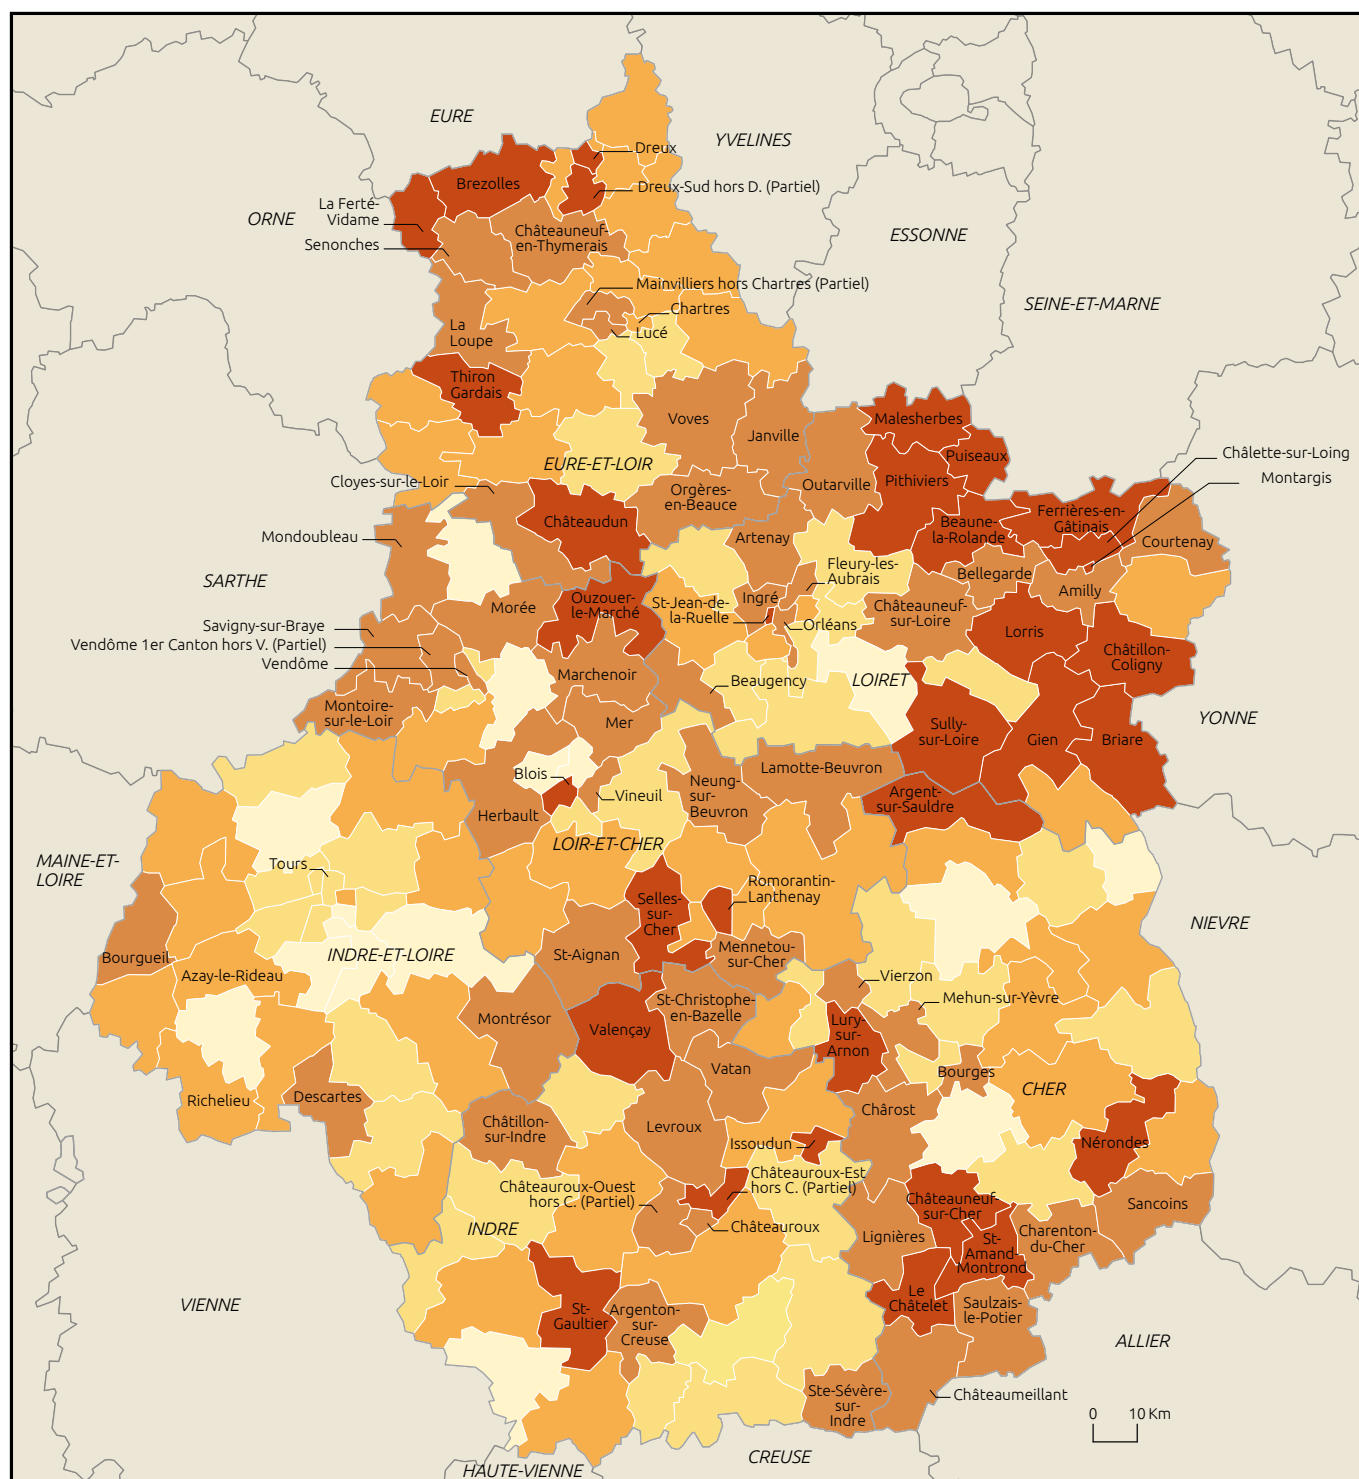 EURE
YVELINES
Dreux
Brezolles
Dreux-Sud hors D. (Partiel)
La Ferté-
Vidame
ORNE
Senonches
Châteauneuf-
en-Thymerais
ESSONNE
Mainvilliers hors Chartres (Partiel)
SEINE-ET-MARNE
Chartres
La
Loupe
Lucé
Thiron
Gardais
Voves
Janville
Malesherbes
Puiseaux
Châlette-sur-Loing
EURE-ET-LOIR
Montargis
Cloyes-sur-le-Loir
Outarville
Pithiviers
Orgères-
en-Beauce
Châteaudun
Beaune-
la-Rolande
Ferrières-en-
Gâtinais
Mondoubleau
Artenay
Courtenay
Fleury-les-
Aubrais
Bellegarde
SARTHE
Amilly
Morée
Ouzouer-
le-Marché
St-Jean-de-
la-Ruelle
Ingré
Châteauneuf-
sur-Loire
Savigny-sur-Braye
Orléans
Lorris
Vendôme 1er Canton hors V. (Partiel)
Châtillon-
Coligny
Vendôme
Marchenoir
Beaugency
LOIRET
Montoire-
sur-le-Loir
Mer
Sully-
sur-Loire
Gien
Briare
YONNE
Blois
Lamotte-Beuvron
Neung-
sur-
Beuvron
Vineuil
Argent-
sur-Sauldre
Herbault
LOIR-ET-CHER
MAINE-ET-
LOIRE
Tours
Romorantin-
Lanthenay
Selles-
sur-
Cher
NIEVRE
Bourgueil
INDRE-ET-LOIRE
St-Aignan
Mennetou-
sur-Cher
Azay-le-Rideau
Vierzon
St-Christophe-
en-Bazelle
Mehun-sur-Yèvre
Montrésor
Valençay
Lury-
sur-
Arnon
Vatan
Bourges
Richelieu
Descartes
CHER
Chârost
Châtillon-
sur-Indre
Levroux
Issoudun
Nérondes
Châteauroux-Est
hors C. (Partiel)
Châteauroux-Ouest
hors C. (Partiel)
Châteauneuf-
sur-Cher
Sancoins
INDRE
Châteauroux
Lignières
St-
Amand-
Montrond
Charenton-
du-Cher
VIENNE
St-
Gaultier
Argenton-
sur-
Creuse
Le
Châtelet
Saulzais-
le-Potier
ALLIER
Ste-Sévère-
sur-
Indre
Châteaumeillant
0 10 Km
CREUSE
HAUTE-VIENNE